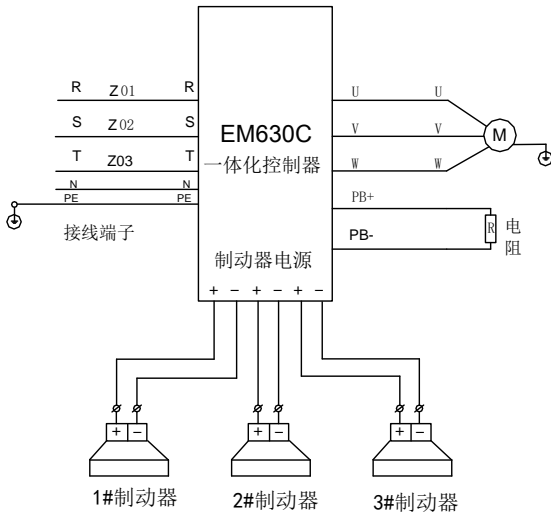 R Z01 R U U
S Z02 S EM630C V V M
T Z03 T 一体化控制器 W W
N N
PE PE PB+
接线端子 PB- R 电阻
制动器电源
+ − + − + −
+ − + − + −
1#制动器 2#制动器 3#制动器